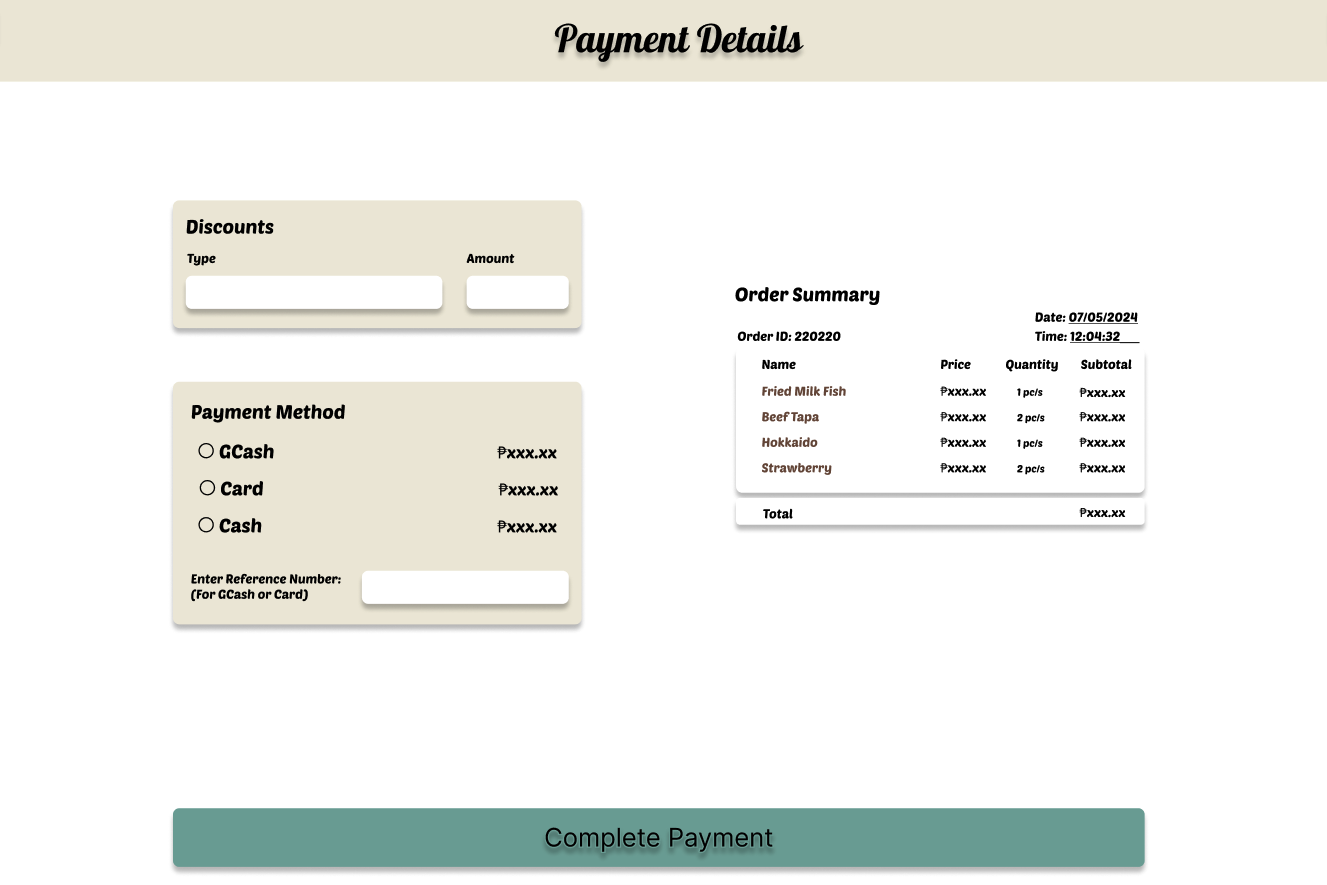 Payment Details
Discounts
Type Amount
Payment Method
GCash ₱xxx.xx
Card ₱xxx.xx
Cash ₱xxx.xx
Enter Reference Number:
(For GCash or Card)
Order Summary
Date: 07/05/2024
Order ID: 220220 Time: 12:04:32
Name Price Quantity Subtotal
Fried Milk Fish ₱xxx.xx 1 pc/s ₱xxx.xx
Beef Tapa ₱xxx.xx 2 pc/s ₱xxx.xx
Hokkaido ₱xxx.xx 1 pc/s ₱xxx.xx
Strawberry ₱xxx.xx 2 pc/s ₱xxx.xx
Total ₱xxx.xx
Complete Payment